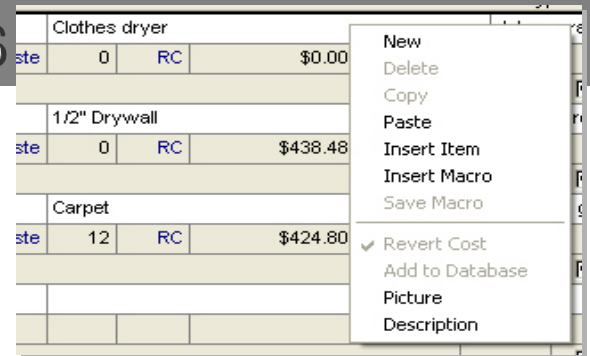 S
Clothes dryer
ste 0 RC $0.00
1/2" Drywall
ste 0 RC $438.48
Carpet
ste 12 RC $424.80
New
Delete
Copy
Paste
Insert Item
Insert Macro
Save Macro
Revert Cost
Add to Database
Picture
Description